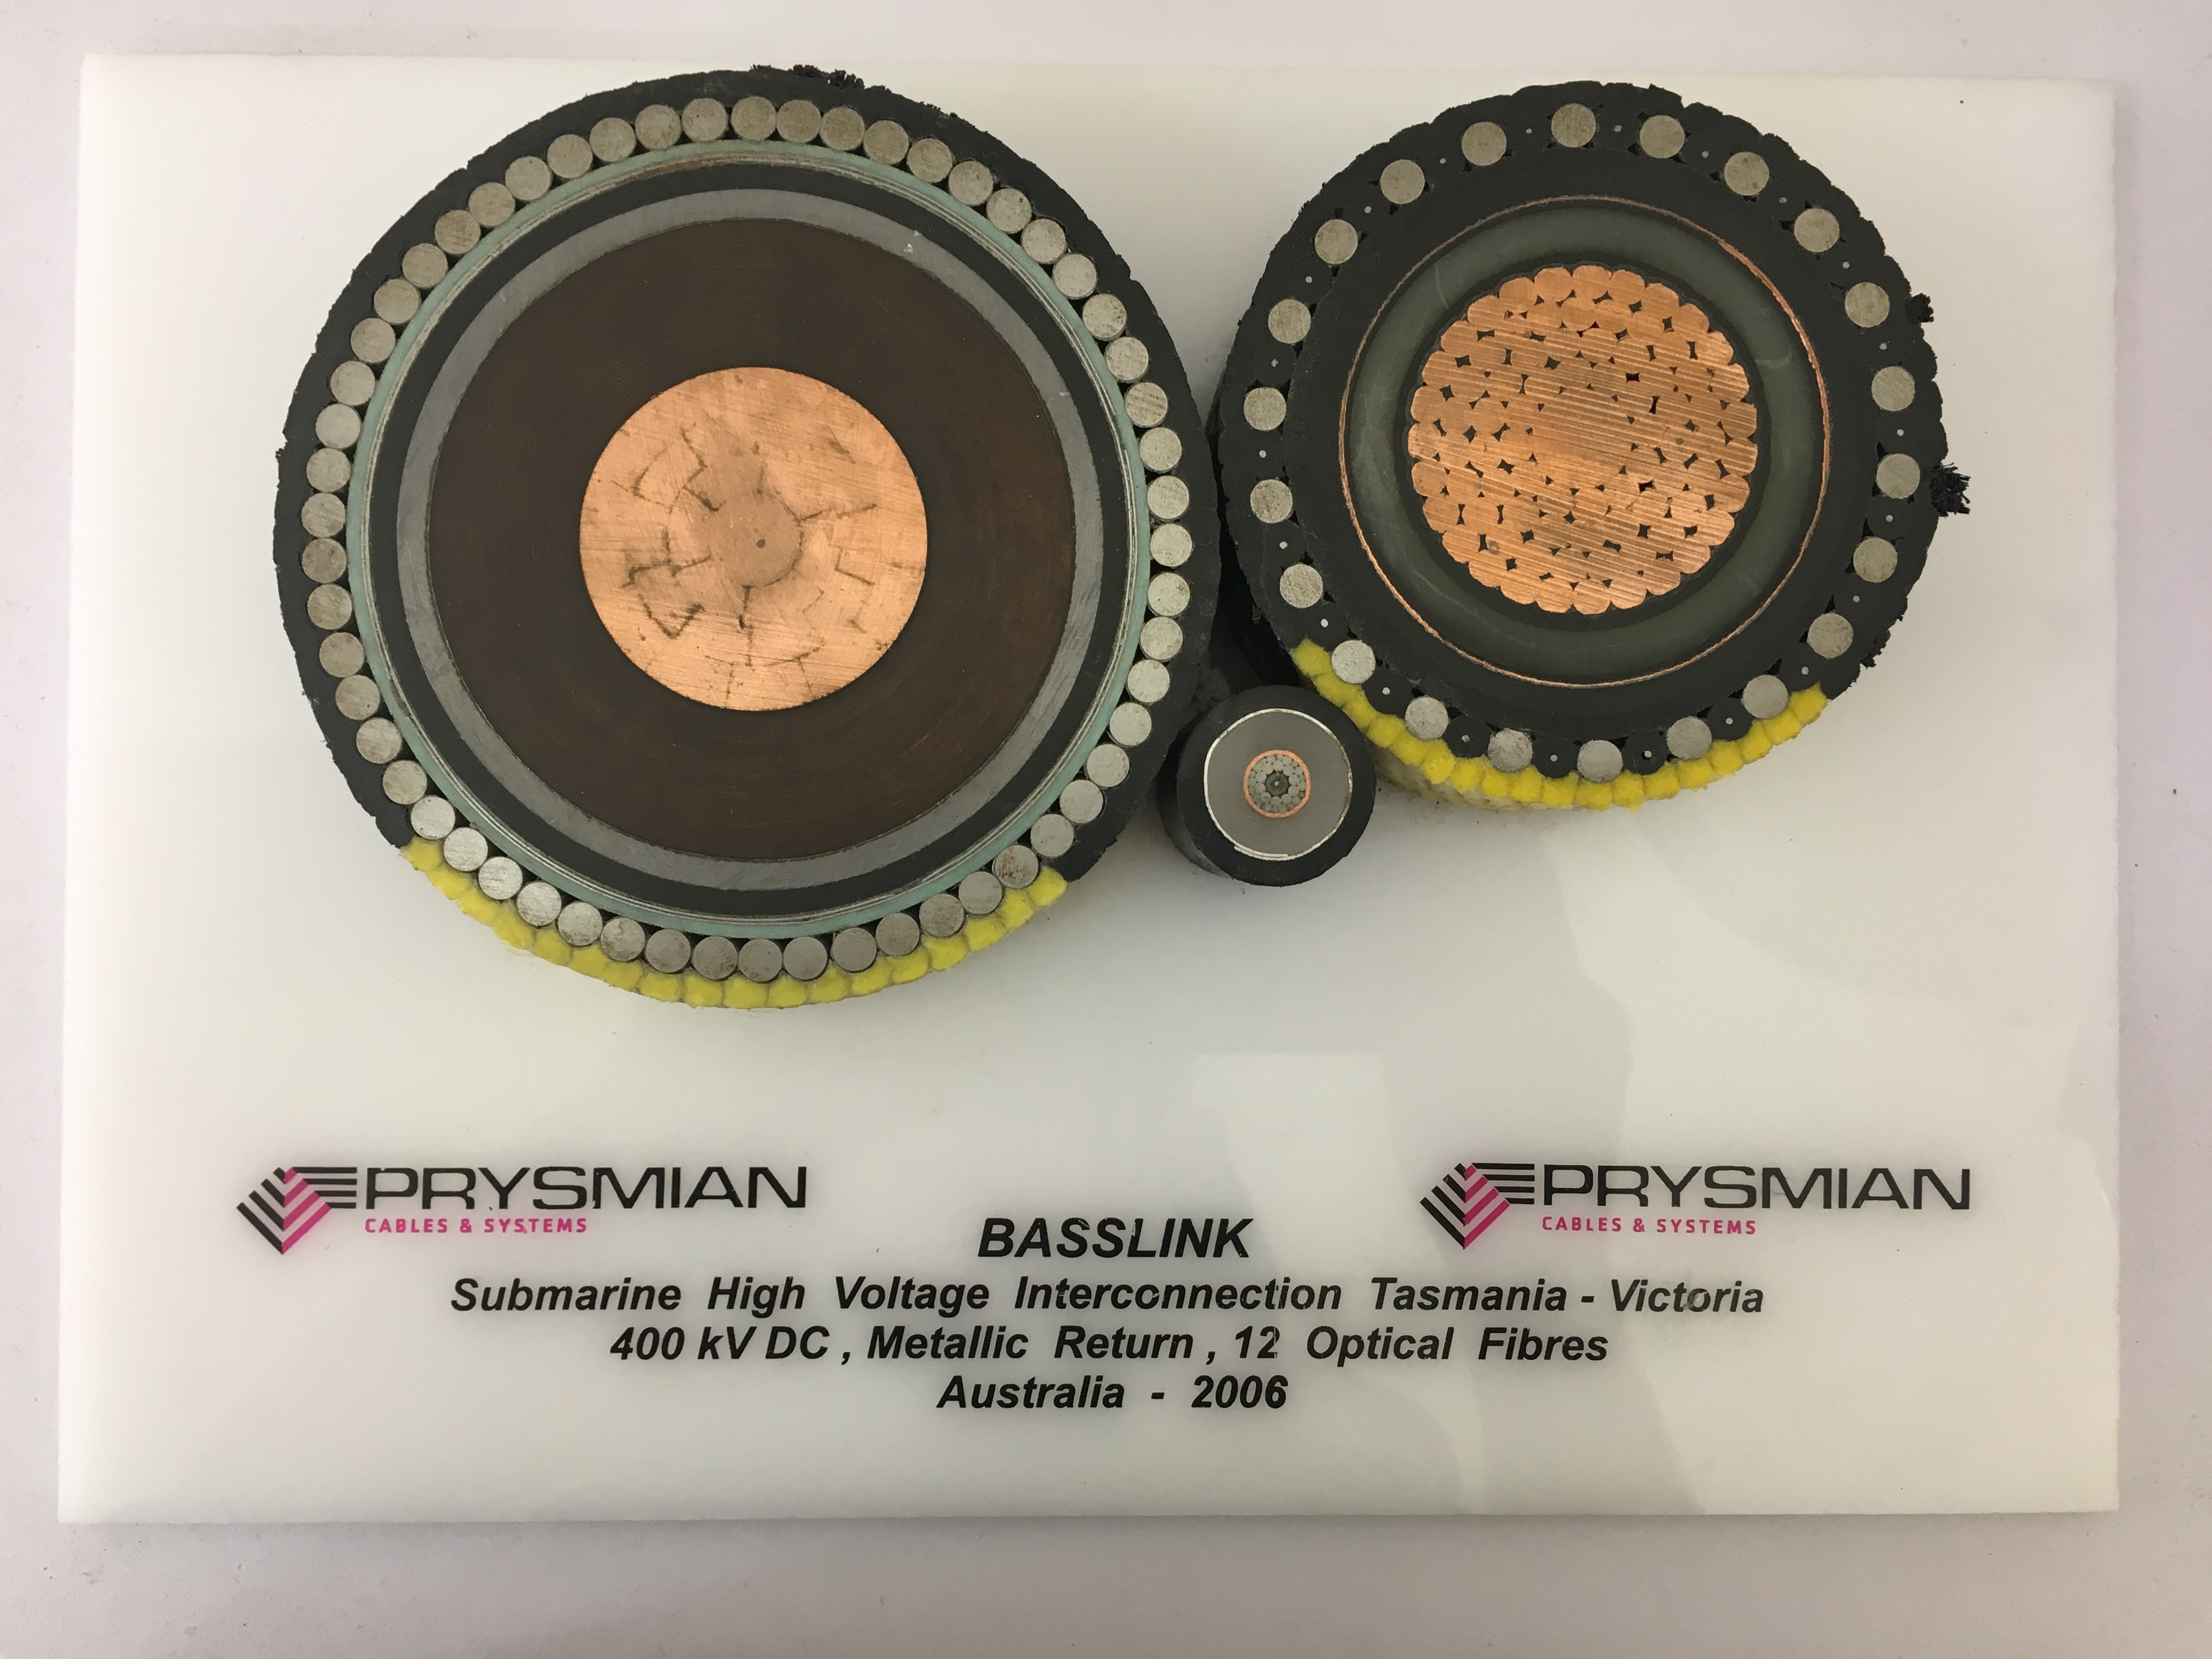 PRYSMIAN
CABLES & SYSTEMS
PRYSMIAN
CABLES & SYSTEMS
BASSLINK
Submarine High Voltage Interconnection Tasmania - Victoria
400 kV DC , Metallic Return , 12 Optical Fibres
Australia - 2006